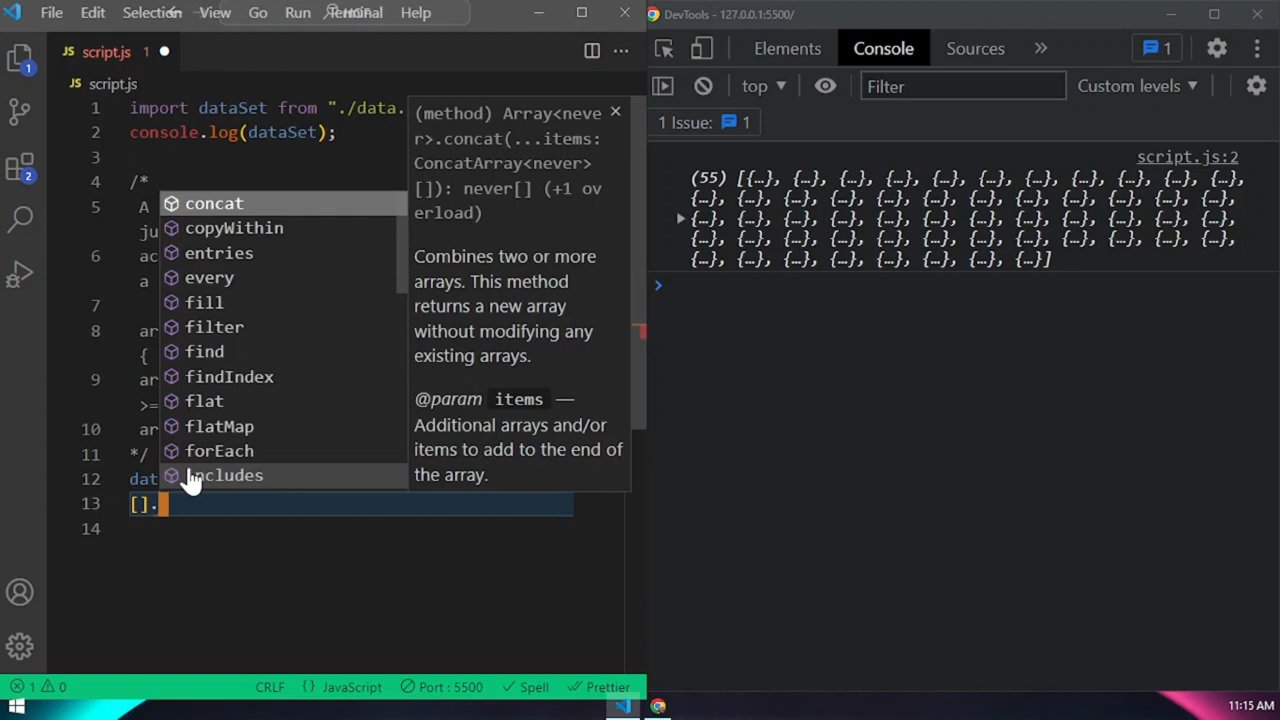 File Edit Selection View Go Run Terminal Help
JS script.js 1
JS script.js
1 import dataSet from "./data.
2 console.log(dataSet);
3
4 /*
5 A
ju
6 ac
a
7
8 ar
{
9 ar
>=
10 ar
11 */
12 dat
13 [].
14
concat
copyWithin
entries
every
fill
filter
find
findIndex
flat
flatMap
forEach
includes
(method) Array<neve
r>.concat(...items:
ConcatArray<never>
[]): never[] (+1 ov
erload)
Combines two or more
arrays. This method
returns a new array
without modifying any
existing arrays.
@param items —
Additional arrays and/or
items to add to the end of
the array.
1 0 CRLF {} JavaScript Port : 5500 Spell Prettier
DevTools - 127.0.0.1:5500/
Elements Console Sources » 1
top Filter Custom levels
1 Issue: 1
script.js:2
(55) [{…}, {…}, {…}, {…}, {…}, {…}, {…}, {…}, {…}, {…}, {…}, {…},
{…}, {…}, {…}, {…}, {…}, {…}, {…}, {…}, {…}, {…}, {…}, {…},
{…}, {…}, {…}, {…}, {…}, {…}, {…}, {…}, {…}, {…}, {…}, {…},
{…}, {…}, {…}, {…}, {…}, {…}, {…}, {…}, {…}, {…}, {…}, {…},
{…}, {…}, {…}, {…}, {…}, {…}, {…}, {…}]
11:15 AM